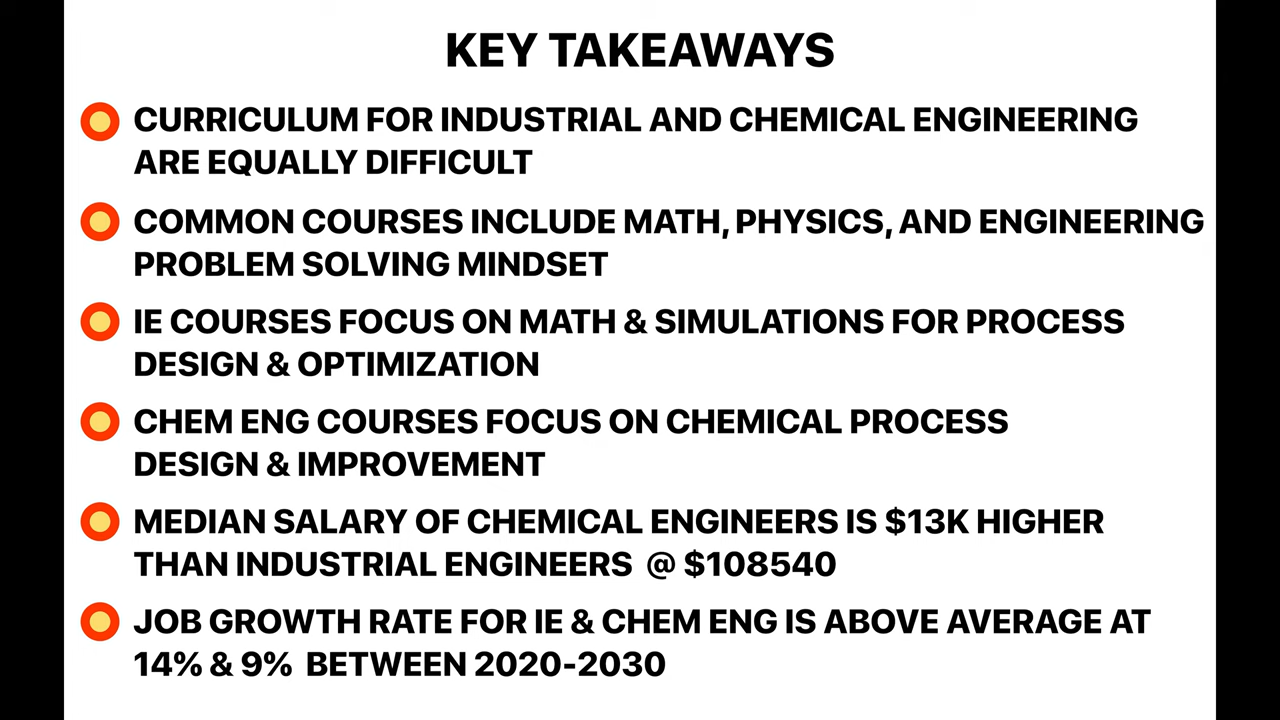 KEY TAKEAWAYS
CURRICULUM FOR INDUSTRIAL AND CHEMICAL ENGINEERING
ARE EQUALLY DIFFICULT
COMMON COURSES INCLUDE MATH, PHYSICS, AND ENGINEERING
PROBLEM SOLVING MINDSET
IE COURSES FOCUS ON MATH & SIMULATIONS FOR PROCESS
DESIGN & OPTIMIZATION
CHEM ENG COURSES FOCUS ON CHEMICAL PROCESS
DESIGN & IMPROVEMENT
MEDIAN SALARY OF CHEMICAL ENGINEERS IS $13K HIGHER
THAN INDUSTRIAL ENGINEERS @ $108540
JOB GROWTH RATE FOR IE & CHEM ENG IS ABOVE AVERAGE AT
14% & 9% BETWEEN 2020-2030